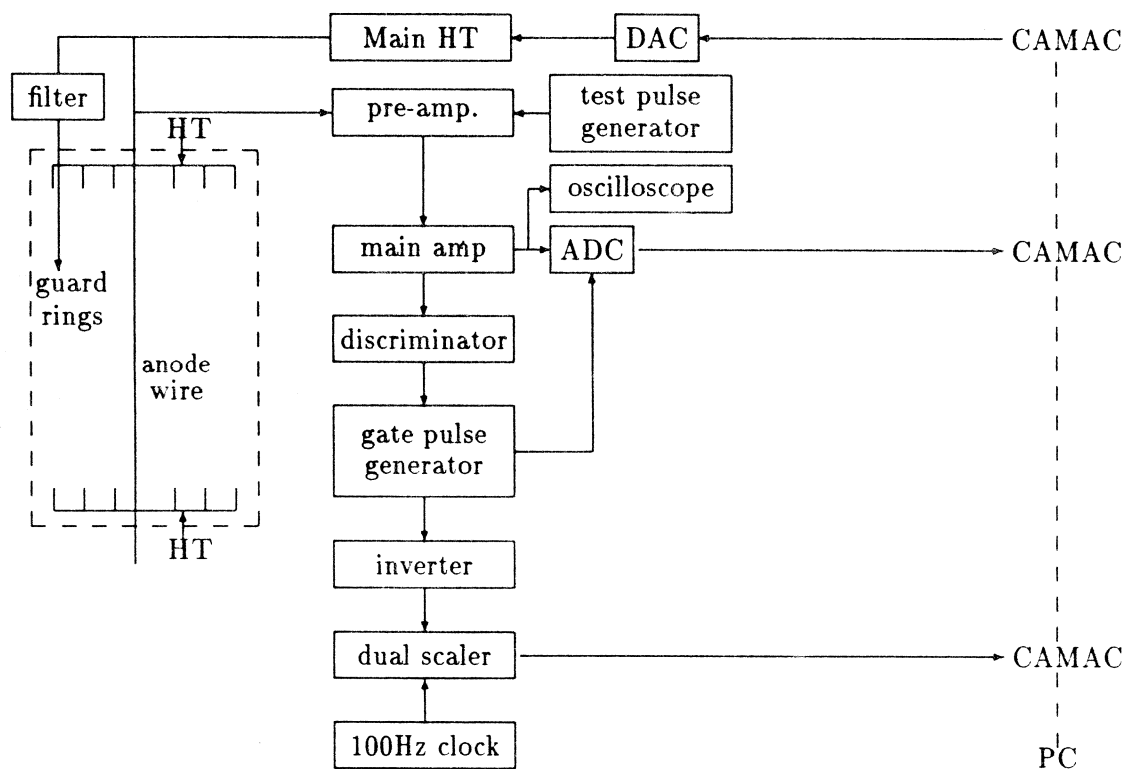 Main HT
DAC
CAMAC
filter
pre-amp.
test pulse
generator
HT
oscilloscope
main amp
ADC
CAMAC
guard
rings
discriminator
anode
wire
gate pulse
generator
HT
inverter
dual scaler
CAMAC
100Hz clock
PC